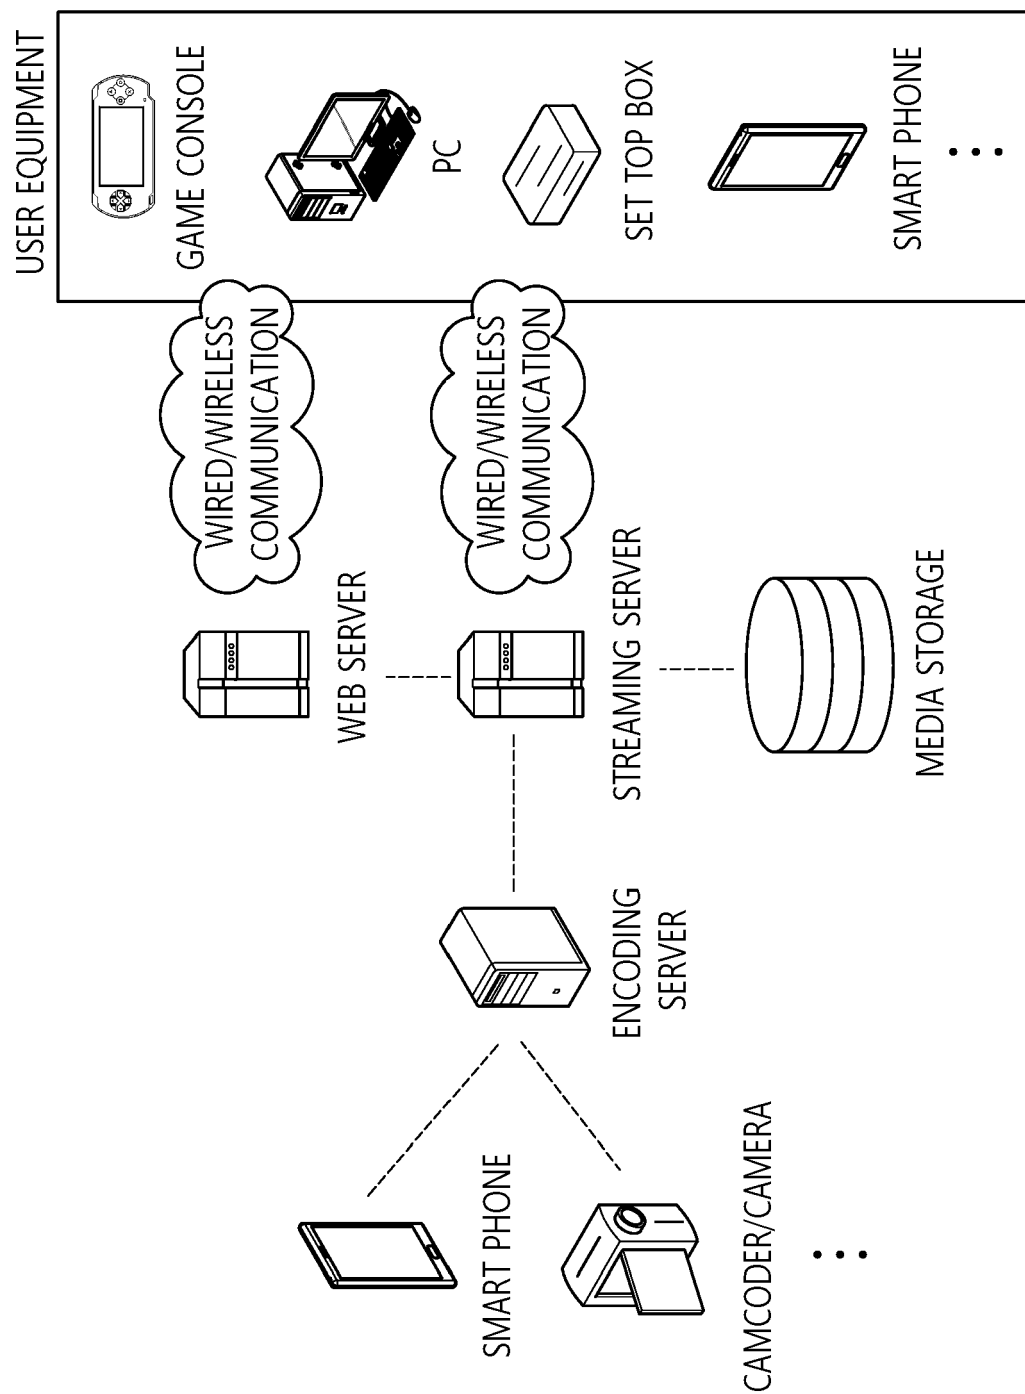 USER EQUIPMENT
GAME CONSOLE
PC
SET TOP BOX
SMART PHONE
WIRED/WIRELESS
COMMUNICATION
WIRED/WIRELESS
COMMUNICATION
WEB SERVER
STREAMING SERVER
MEDIA STORAGE
ENCODING
SERVER
SMART PHONE
CAMCODER/CAMERA